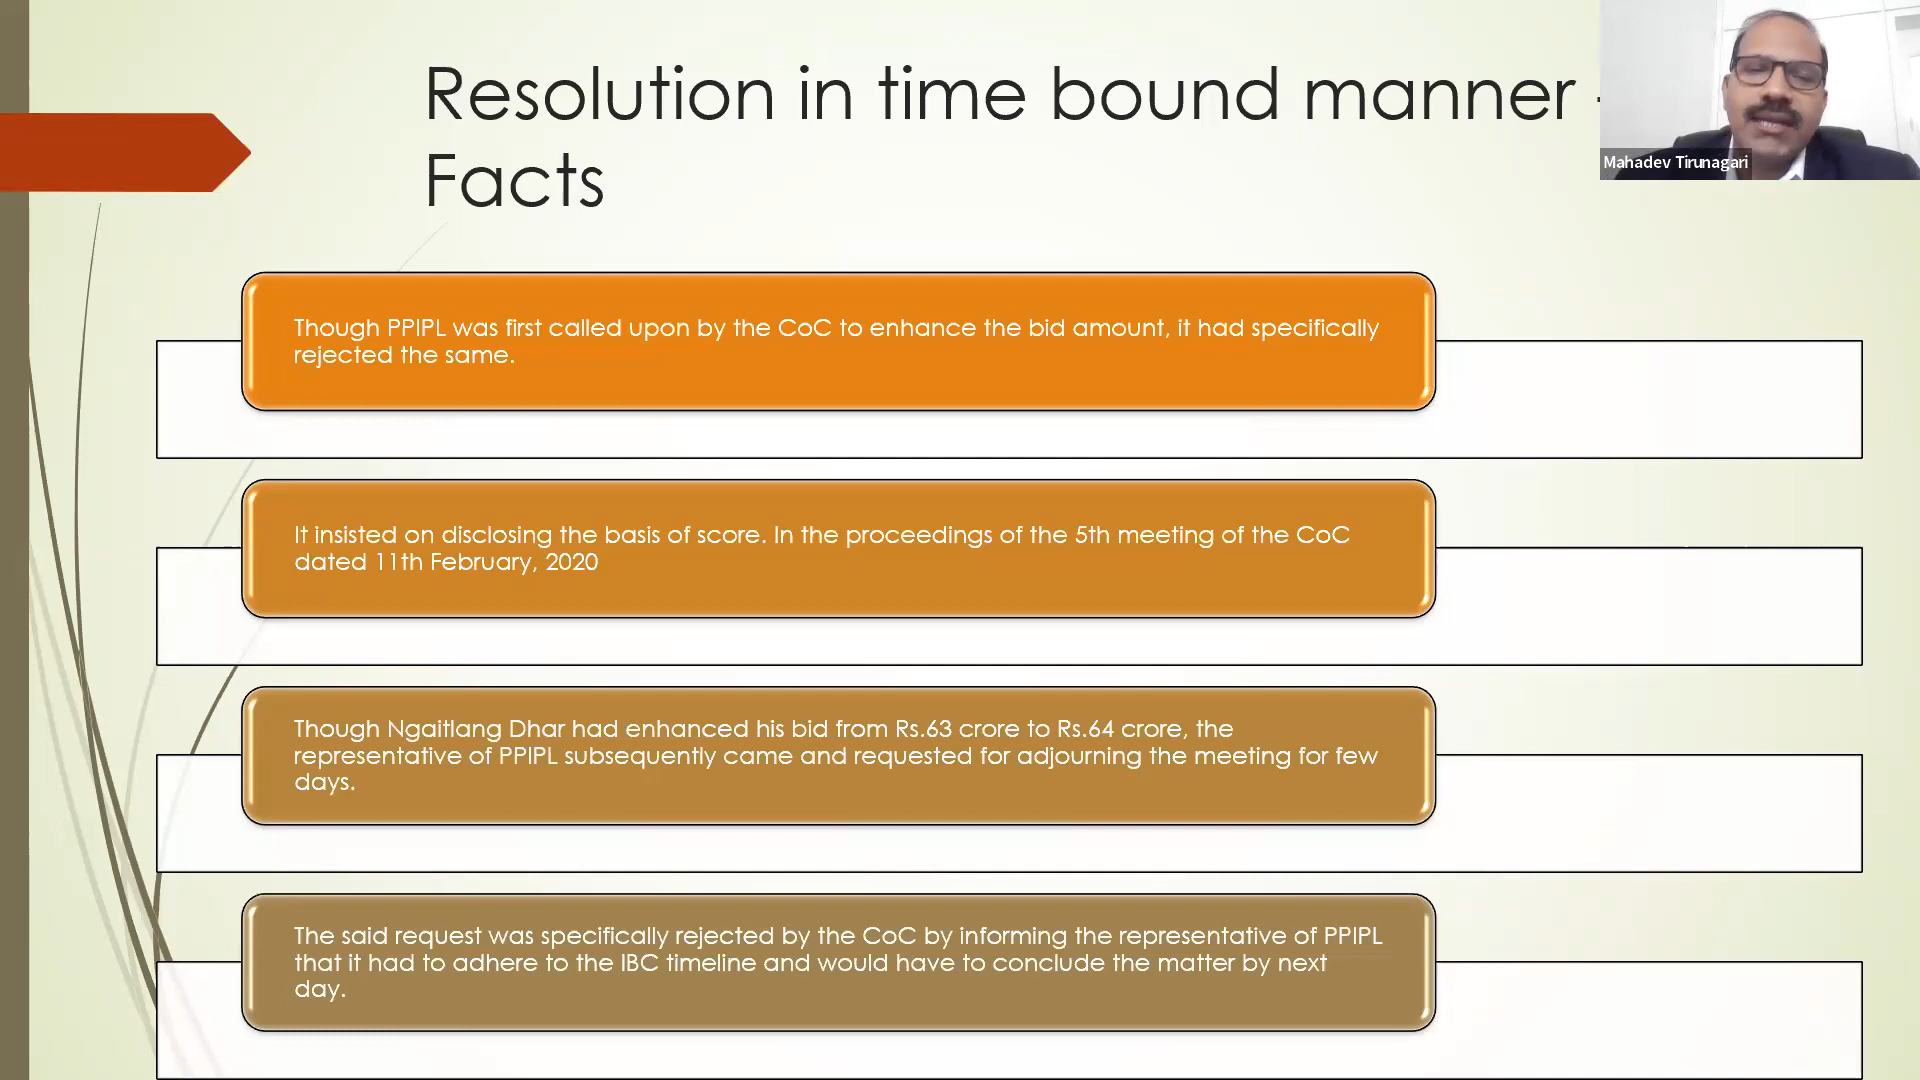 Resolution in time bound manner -
Facts
Mahadev Tirunagari
Though PPIPL was first called upon by the CoC to enhance the bid amount, it had specifically
rejected the same.
It insisted on disclosing the basis of score. In the proceedings of the 5th meeting of the CoC
dated 11th February, 2020
Though Ngaitlang Dhar had enhanced his bid from Rs.63 crore to Rs.64 crore, the
representative of PPIPL subsequently came and requested for adjourning the meeting for few
days.
The said request was specifically rejected by the CoC by informing the representative of PPIPL
that it had to adhere to the IBC timeline and would have to conclude the matter by next
day.